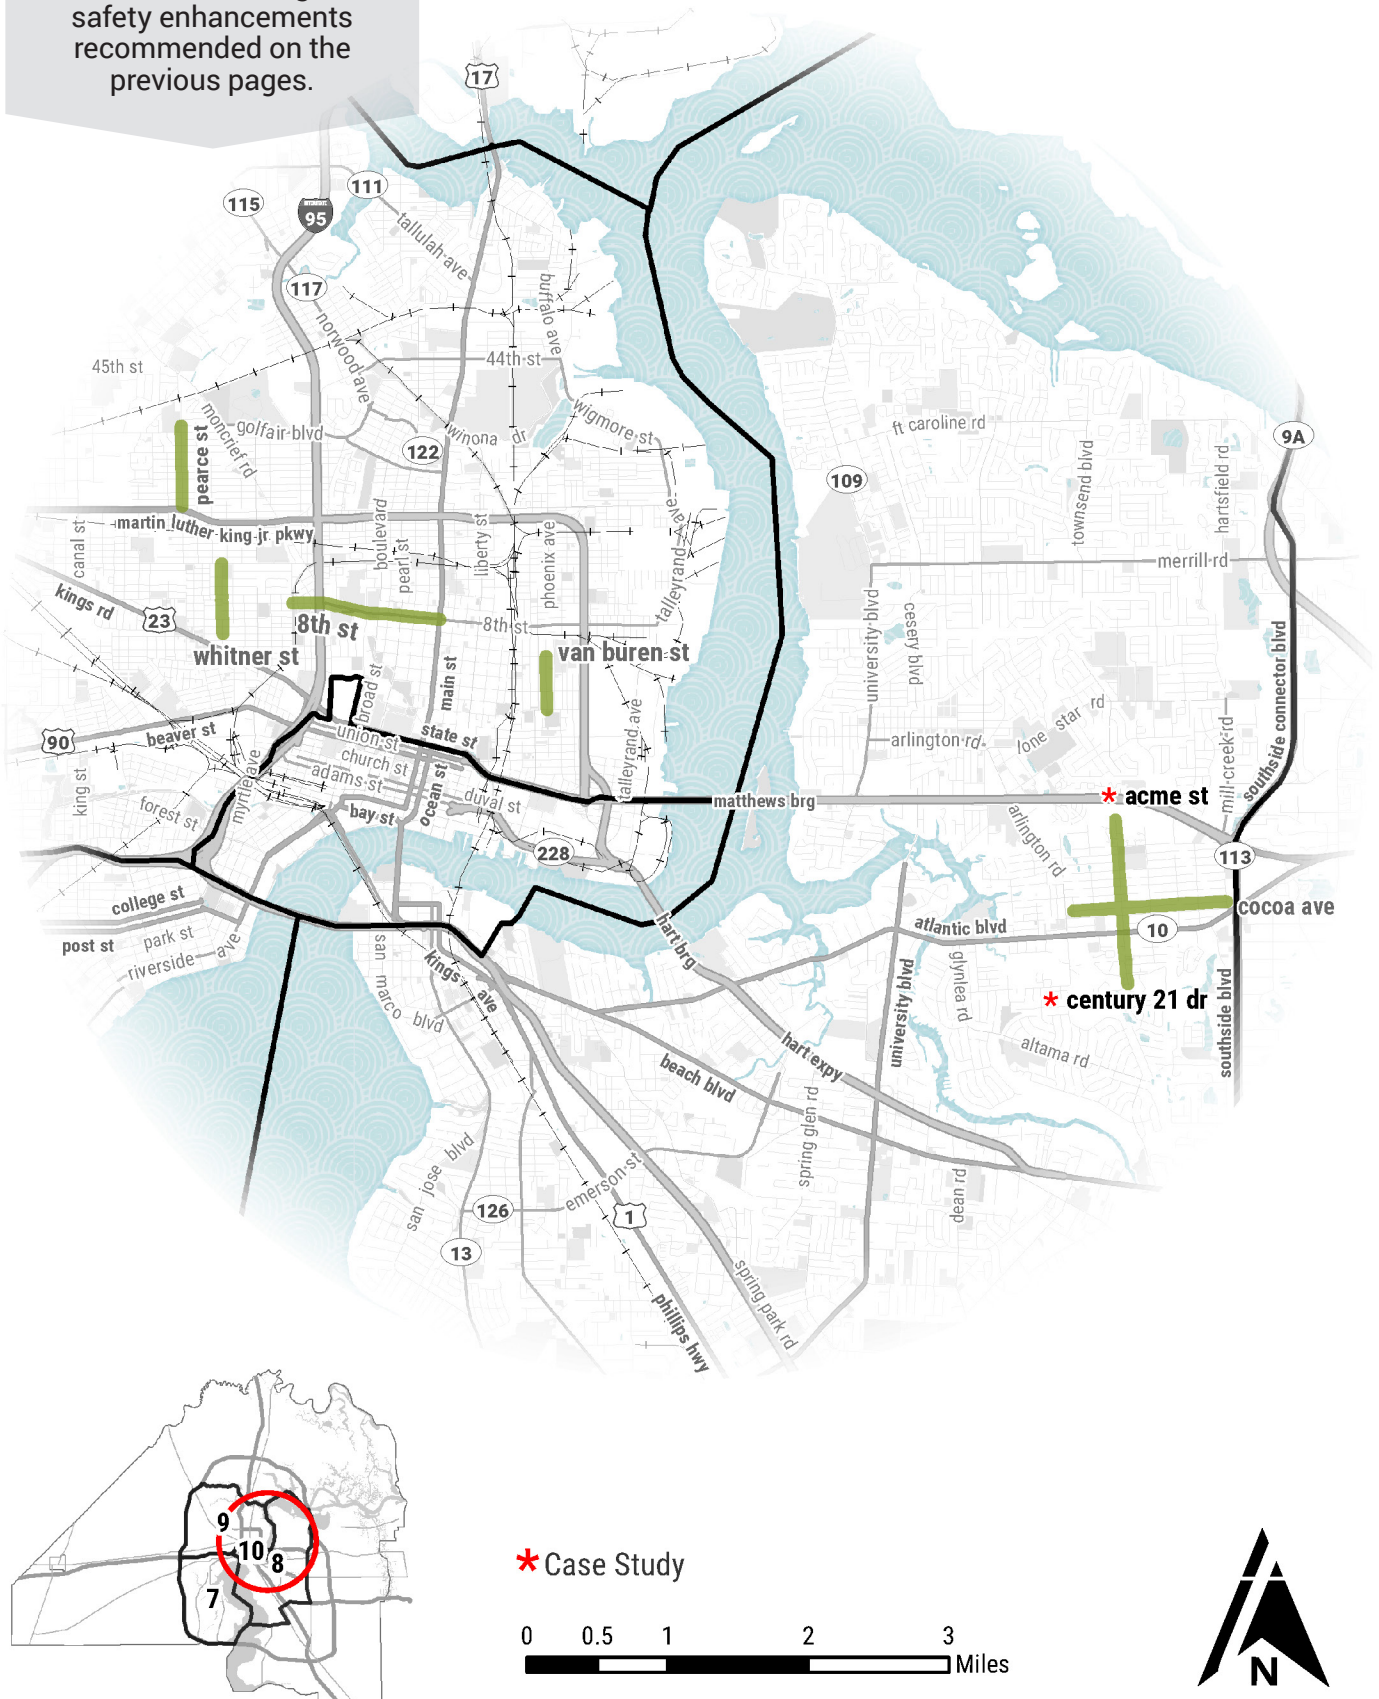 safety enhancements
recommended on the
previous pages.
17
111
115
INTERSTATE
95
tallulah ave
117
buffalo ave
norwood ave
44th st
45th st
moncrief rd
golfair blvd
pearce st
winona dr
wigmore st
122
ft caroline rd
9A
109
townsend blvd
hartsfield rd
martin luther king jr pkwy
canal st
boulevard
pearl st
liberty st
phoenix ave
talleyrand ave
merrill rd
kings rd
23
8th st
8th st
whitner st
van buren st
university blvd
cesery blvd
southside connector blvd
broad st
main st
90
beaver st
union st
state st
church st
adams st
king st
forest st
myrtle ave
bay st
ocean st
duval st
talleyrand ave
arlington rd
lone star rd
mill creek rd
matthews brg
* acme st
arlington rd
228
113
college st
post st
park st
riverside ave
cocoa ave
atlantic blvd
10
hart brg
kings ave
san marco blvd
glynlea rd
* century 21 dr
university blvd
altama rd
southside blvd
hart expy
beach blvd
spring glen rd
san jose blvd
emerson st
dean rd
126
1
13
spring park rd
phillips hwy
9
10
8
7
* Case Study
0 0.5 1 2 3
Miles
N